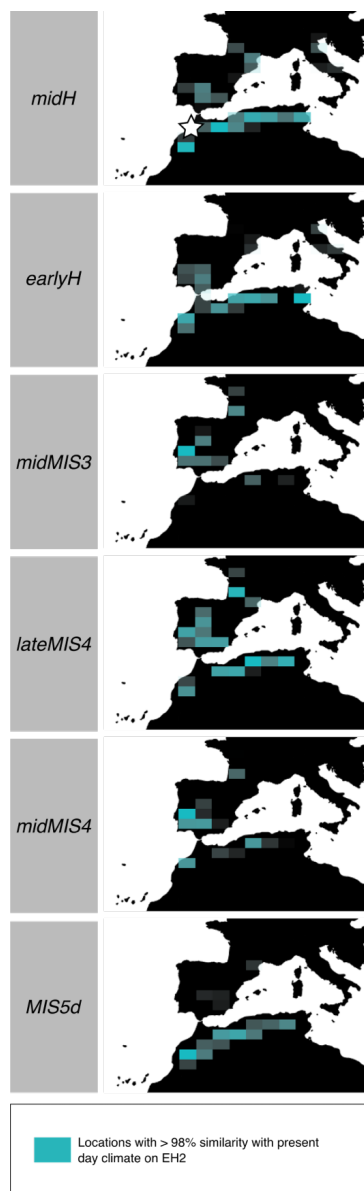 midH
earlyH
midMIS3
lateMIS4
midMIS4
MIS5d
Locations with > 98% similarity with present
day climate on EH2